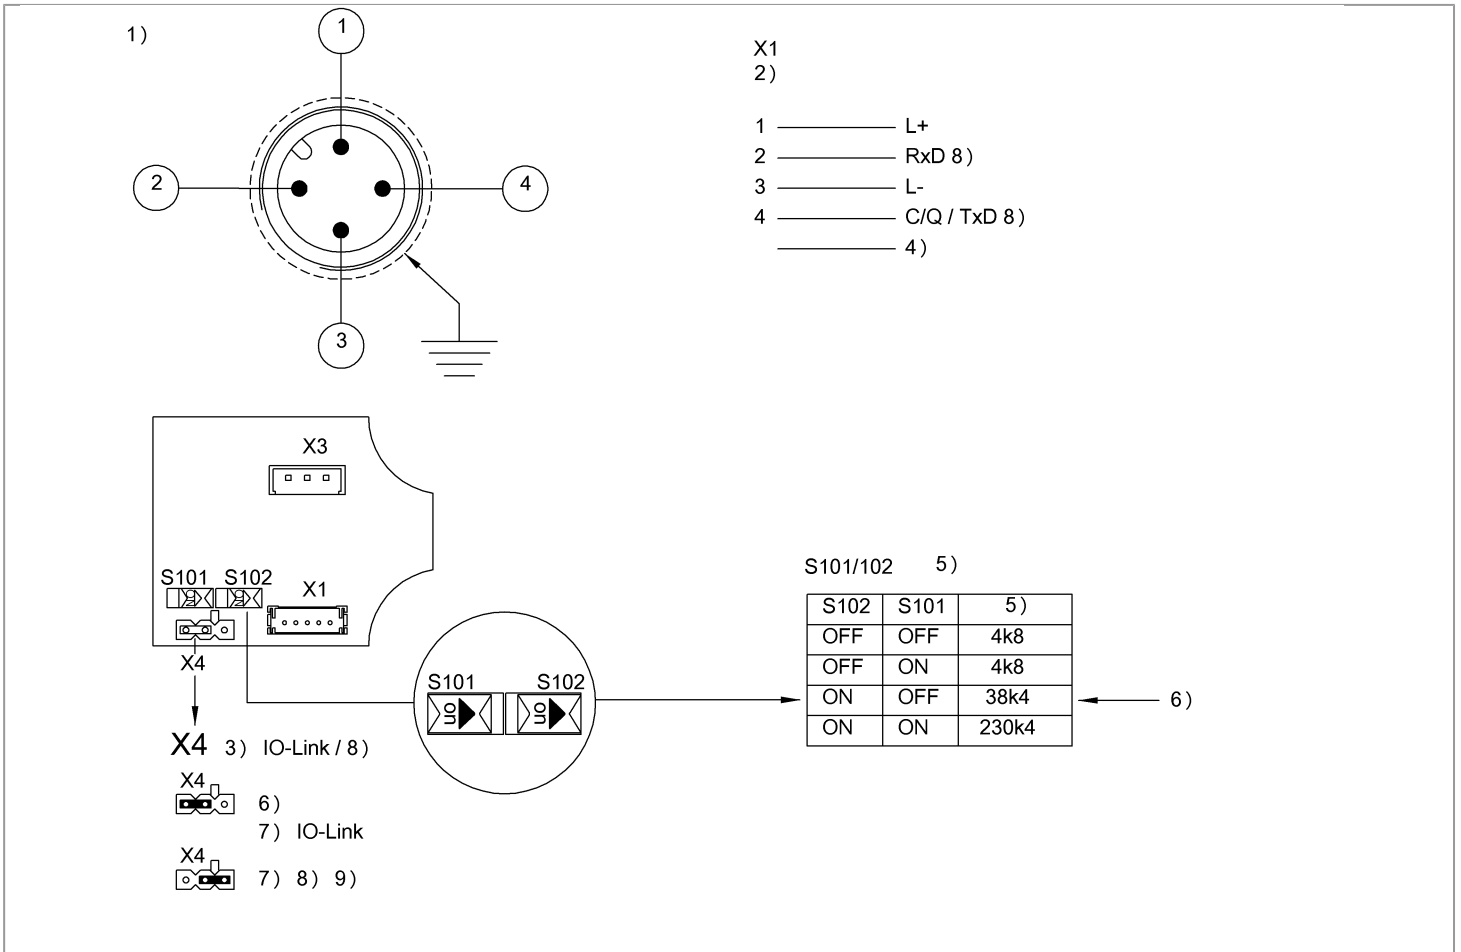 1)
1
2
4
3
X1
2)
1 L+
2 RxD 8)
3 L-
4 C/Q / TxD 8)
4)
X3
S101 S102
X1
X4
X4 3) IO-Link / 8)
X4
6)
7) IO-Link
X4
7) 8) 9)
S101 S102
on on
S101/102 5)
S102 S101 5)
OFF OFF 4k8
OFF ON 4k8
ON OFF 38k4
ON ON 230k4
6)